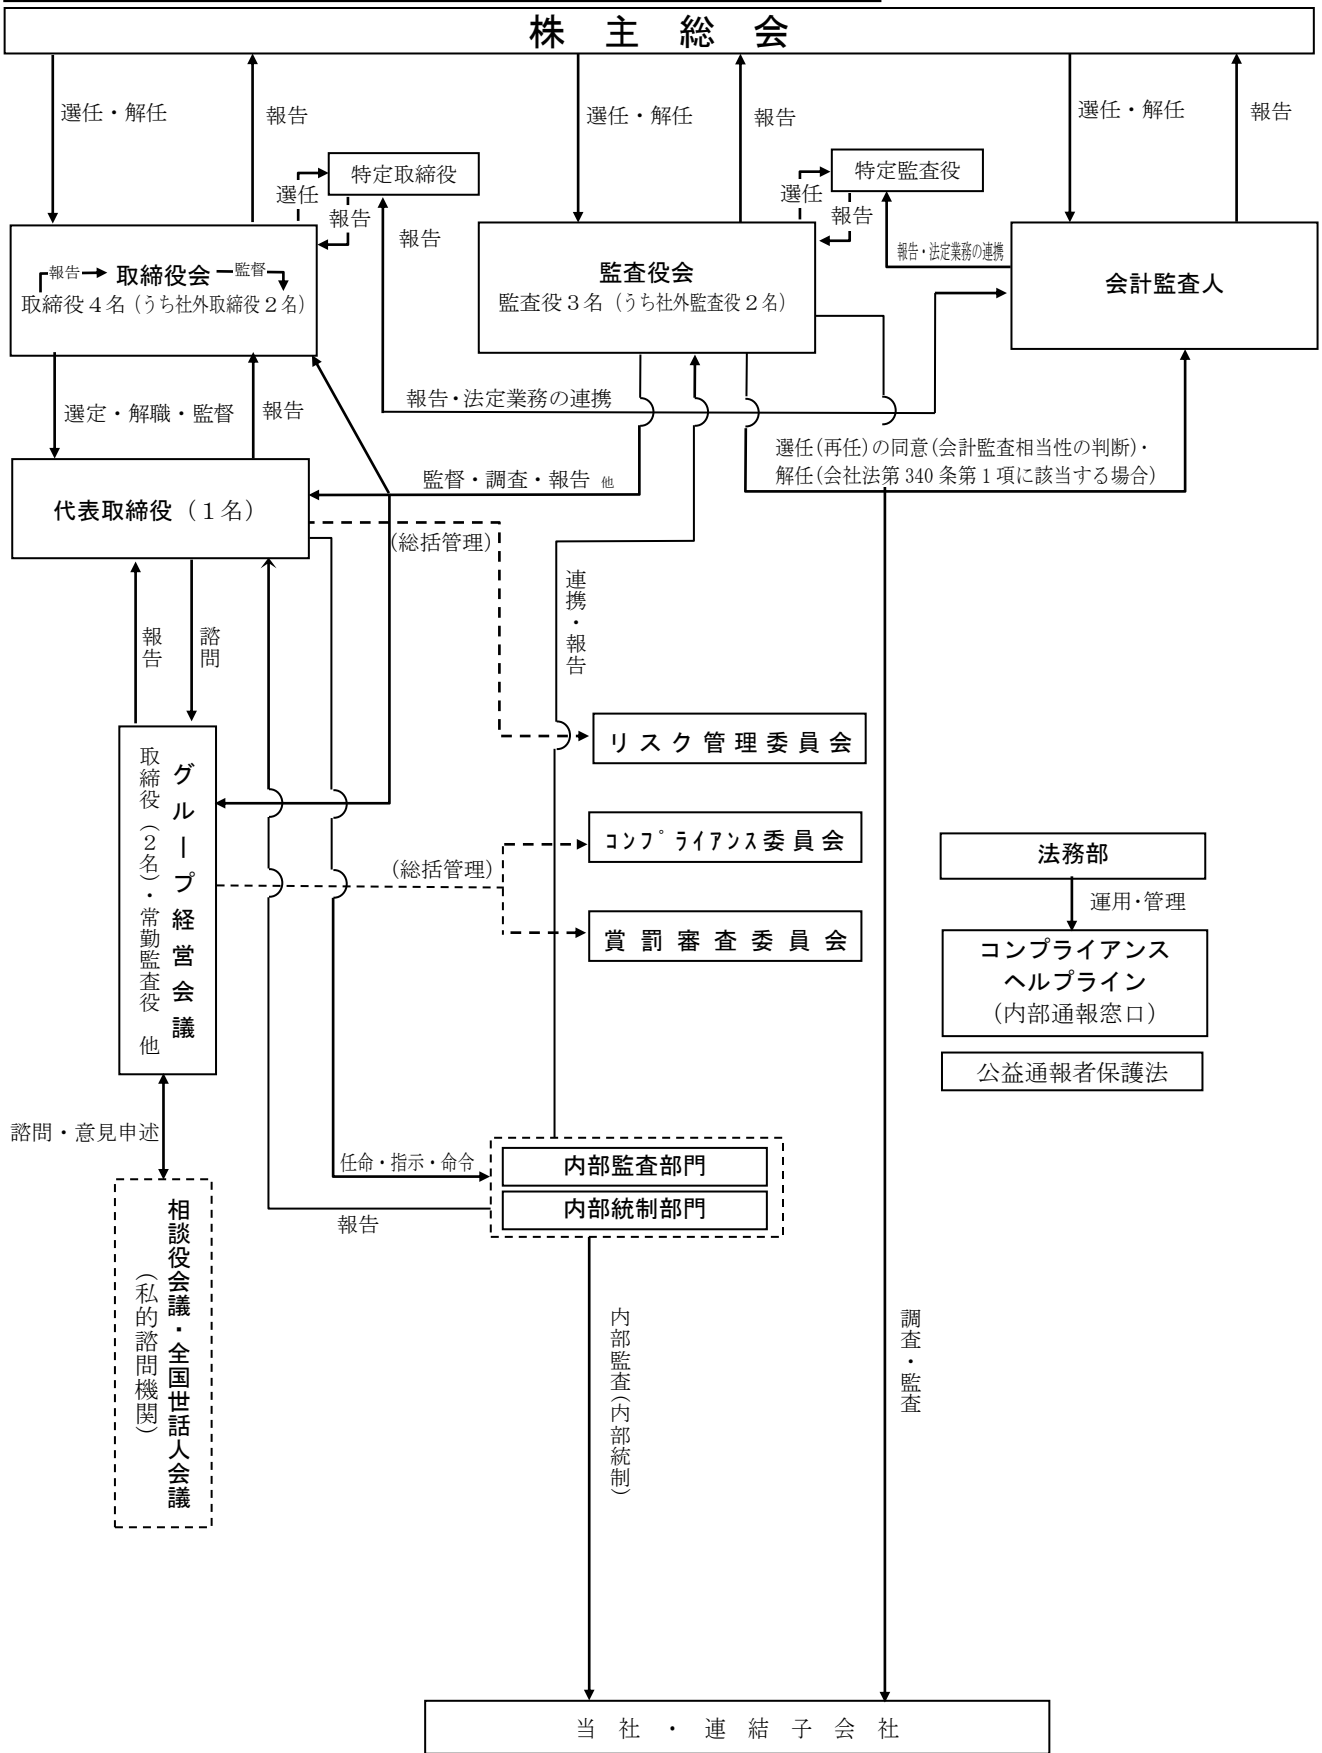 株主総会
選任・解任
報告
選任・解任
報告
選任・解任
報告
特定取締役
選任
報告
報告
特定監査役
選任
報告
報告・法定業務の連携
報告
取締役会
監督
取締役４名（うち社外取締役２名）
監査役会
監査役３名（うち社外監査役２名）
会計監査人
選定・解職・監督
報告
報告・法定業務の連携
選任(再任)の同意(会計監査相当性の判断)・
解任(会社法第340条第1項に該当する場合)
監督・調査・報告 他
代表取締役（１名）
(総括管理)
連携・報告
報告
諮問
リスク管理委員会
グループ経営会議
取締役（２名）・常勤監査役 他
コンプライアンス委員会
(総括管理)
賞罰審査委員会
法務部
運用・管理
コンプライアンス
ヘルプライン
（内部通報窓口）
公益通報者保護法
諮問・意見申述
任命・指示・命令
内部監査部門
内部統制部門
報告
相談役会議・全国世話人会議
（私的諮問機関）
内部監査（内部統制）
調査・監査
当社・連結子会社